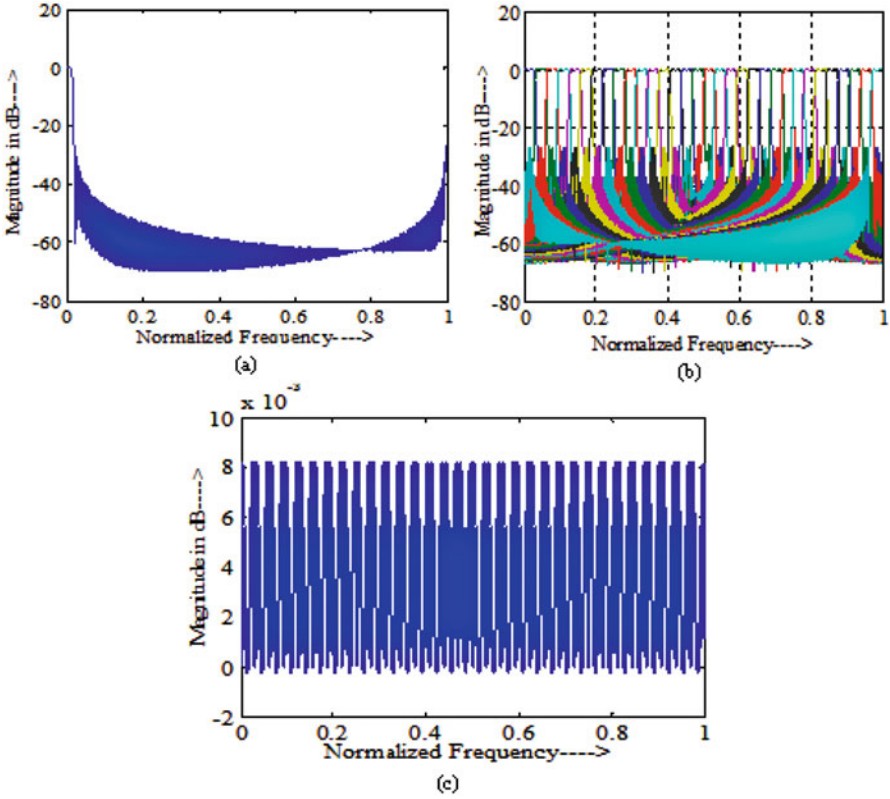 20
0
-20
-40
-60
-80
Magnitude in dB---->
0 0.2 0.4 0.6 0.8 1
Normalized Frequency---->
(a)
20
0
-20
-40
-60
-80
Magnitude in dB---->
0 0.2 0.4 0.6 0.8 1
Normalized Frequency---->
(b)
x 10⁻³
10
8
6
4
2
0
-2
Magnitude in dB---->
0 0.2 0.4 0.6 0.8 1
Normalized Frequency---->
(c)